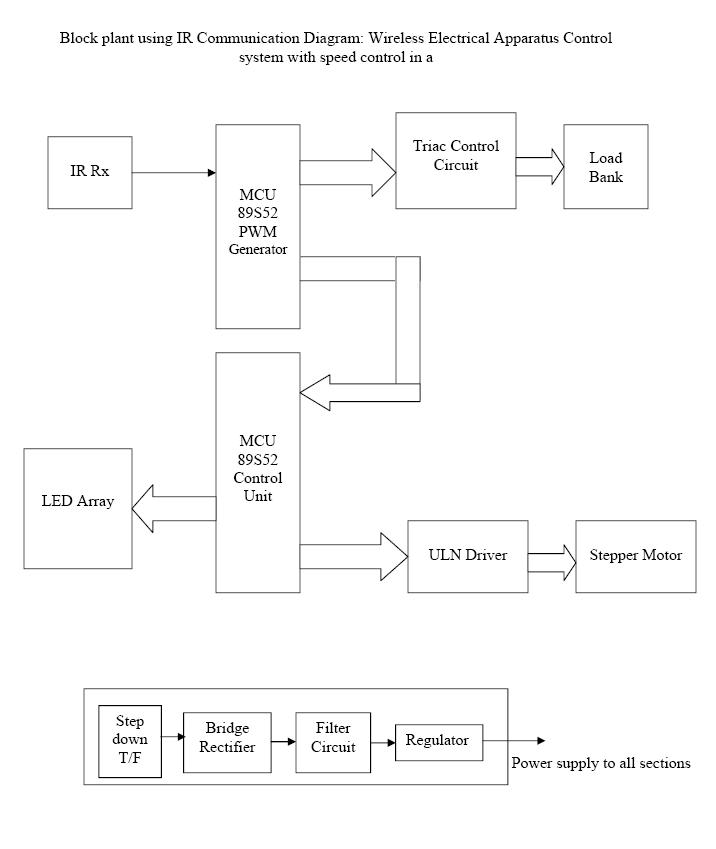 Block plant using IR Communication Diagram: Wireless Electrical Apparatus Control
system with speed control in a
IR Rx
MCU
89S52
PWM
Generator
Triac Control
Circuit
Load
Bank
MCU
89S52
Control
Unit
LED Array
ULN Driver
Stepper Motor
Step
down
T/F
Bridge
Rectifier
Filter
Circuit
Regulator
Power supply to all sections